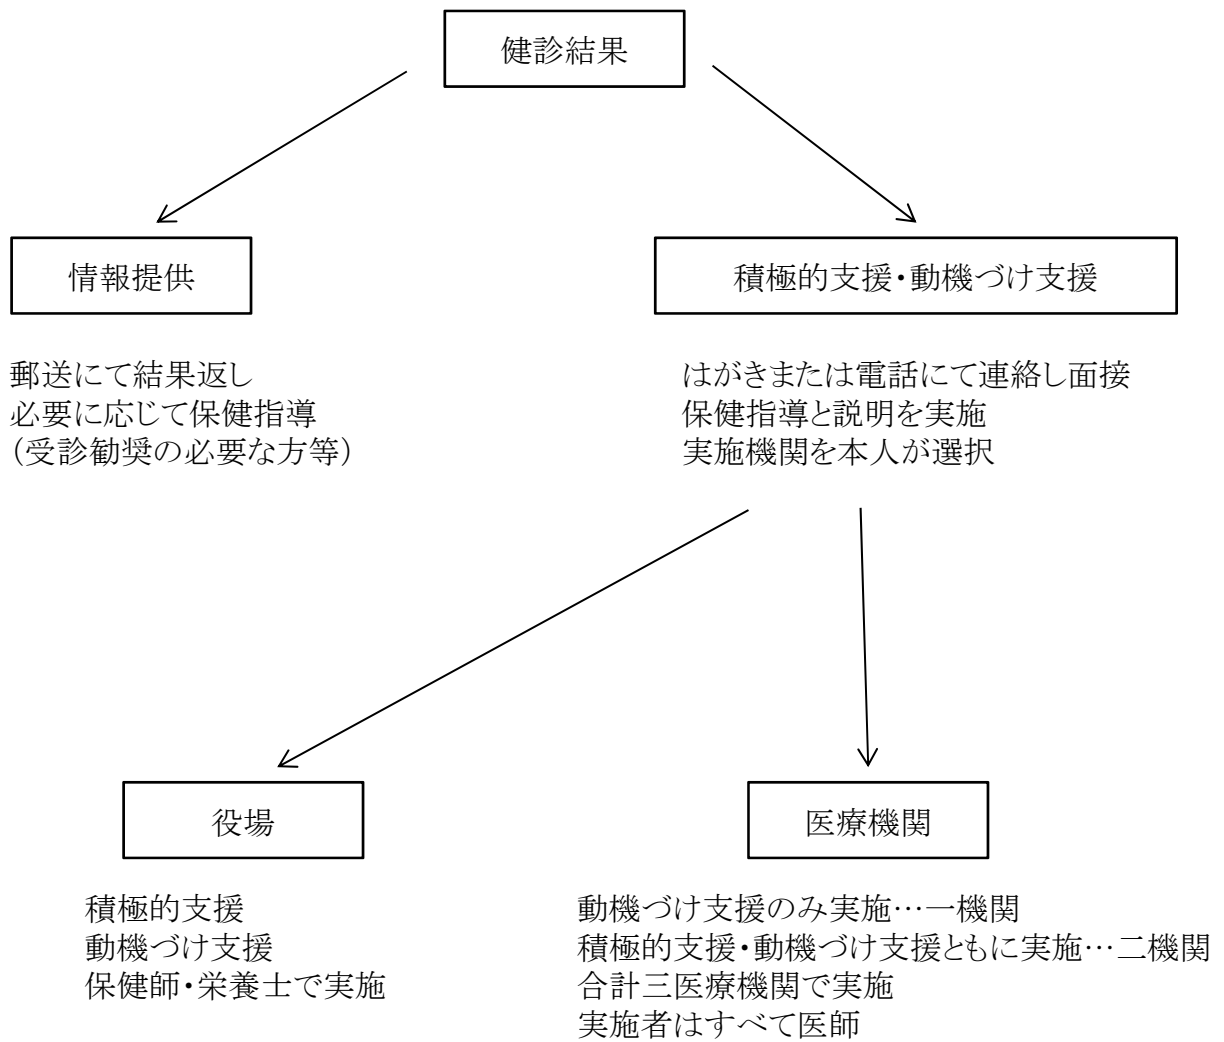 健診結果
情報提供
積極的支援・動機づけ支援
郵送にて結果返し
必要に応じて保健指導
(受診勧奨の必要な方等)
はがきまたは電話にて連絡し面接
保健指導と説明を実施
実施機関を本人が選択
役場
医療機関
積極的支援
動機づけ支援
保健師・栄養士で実施
動機づけ支援のみ実施…一機関
積極的支援・動機づけ支援ともに実施…二機関
合計三医療機関で実施
実施者はすべて医師